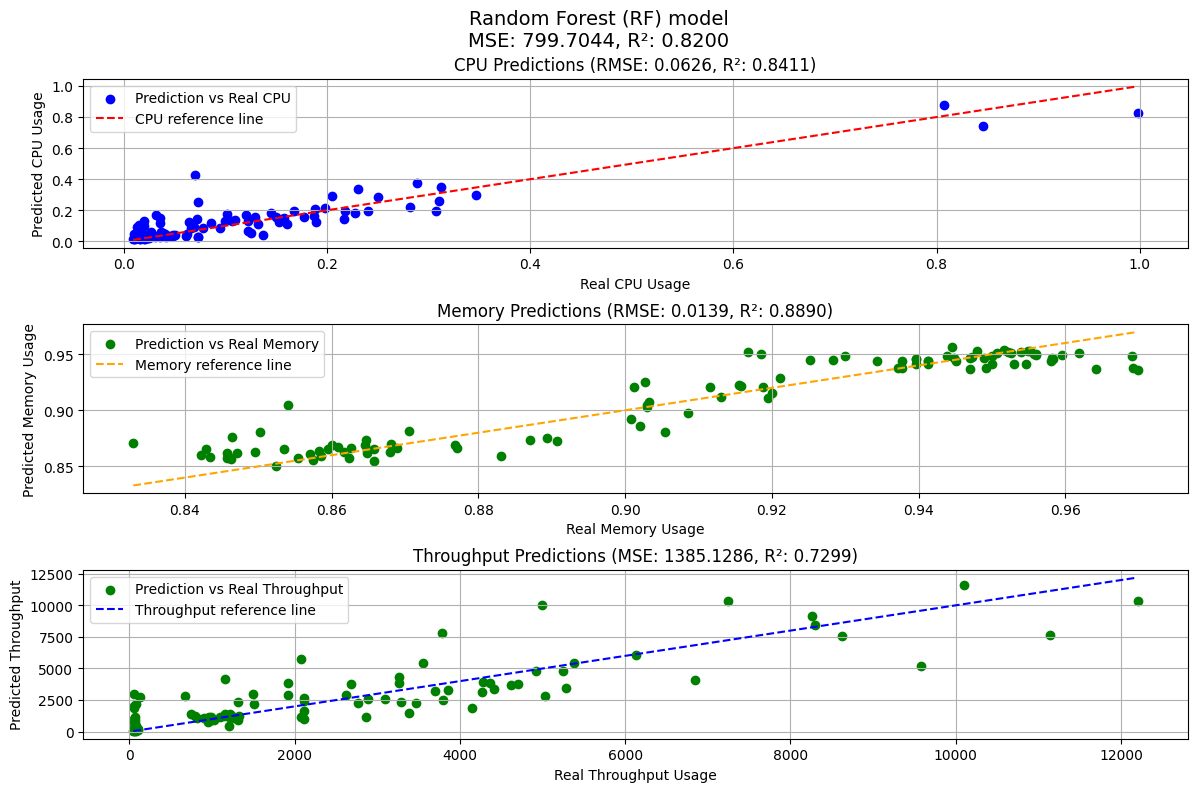 Random Forest (RF) model
MSE: 799.7044, R²: 0.8200
CPU Predictions (RMSE: 0.0626, R²: 0.8411)
Predicted CPU Usage
1.0
0.8
0.6
0.4
0.2
0.0
Prediction vs Real CPU
CPU reference line
0.0 0.2 0.4 0.6 0.8 1.0
Real CPU Usage
Memory Predictions (RMSE: 0.0139, R²: 0.8890)
Predicted Memory Usage
0.95
0.90
0.85
Prediction vs Real Memory
Memory reference line
0.84 0.86 0.88 0.90 0.92 0.94 0.96
Real Memory Usage
Throughput Predictions (MSE: 1385.1286, R²: 0.7299)
Predicted Throughput
12500
10000
7500
5000
2500
0
Prediction vs Real Throughput
Throughput reference line
0 2000 4000 6000 8000 10000 12000
Real Throughput Usage